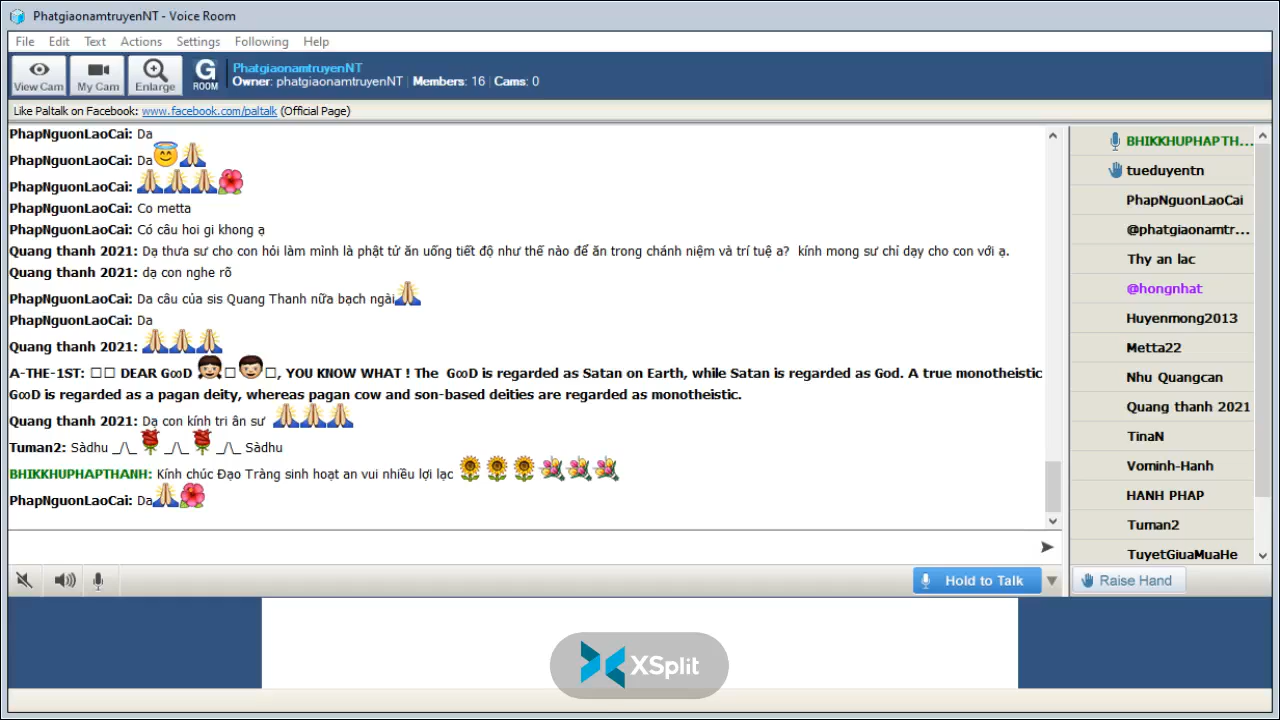 PhatgiaonamtruyenNT - Voice Room
File Edit Text Actions Settings Following Help
View Cam My Cam Enlarge G ROOM
PhatgiaonamtruyenNT
Owner: phatgiaonamtruyenNT Members: 16 Cams: 0
Like Paltalk on Facebook: www.facebook.com/paltalk (Official Page)
PhapNguonLaoCai: Da
PhapNguonLaoCai: Da
PhapNguonLaoCai:
PhapNguonLaoCai: Co metta
PhapNguonLaoCai: Có câu hoi gi khong ạ
Quang thanh 2021: Dạ thưa sư cho con hỏi làm mình là phật tử ăn uống tiết độ như thế nào để ăn trong chánh niệm và trí tuệ a? kính mong sư chỉ dạy cho con với ạ.
Quang thanh 2021: dạ con nghe rõ
PhapNguonLaoCai: Da câu của sis Quang Thanh nữa bạch ngài
PhapNguonLaoCai: Da
Quang thanh 2021:
A-THE-1ST: □□ DEAR G∞D □ □, YOU KNOW WHAT ! The G∞D is regarded as Satan on Earth, while Satan is regarded as God. A true monotheistic
G∞D is regarded as a pagan deity, whereas pagan cow and son-based deities are regarded as monotheistic.
Quang thanh 2021: Dạ con kính tri ân sư
Tuman2: Sàdhu _/\_ _/\_ _/\_ Sàdhu
BHIKKHUPHAPTHANH: Kính chúc Đạo Tràng sinh hoạt an vui nhiều lợi lạc
PhapNguonLaoCai: Da
BHIKKHUPHAPTH...
tueduyentn
PhapNguonLaoCai
@phatgiaonamtr...
Thy an lac
@hongnhat
Huyenmong2013
Metta22
Nhu Quangcan
Quang thanh 2021
TinaN
Vominh-Hanh
HANH PHAP
Tuman2
TuyetGiuaMuaHe
Hold to Talk
Raise Hand
XSplit